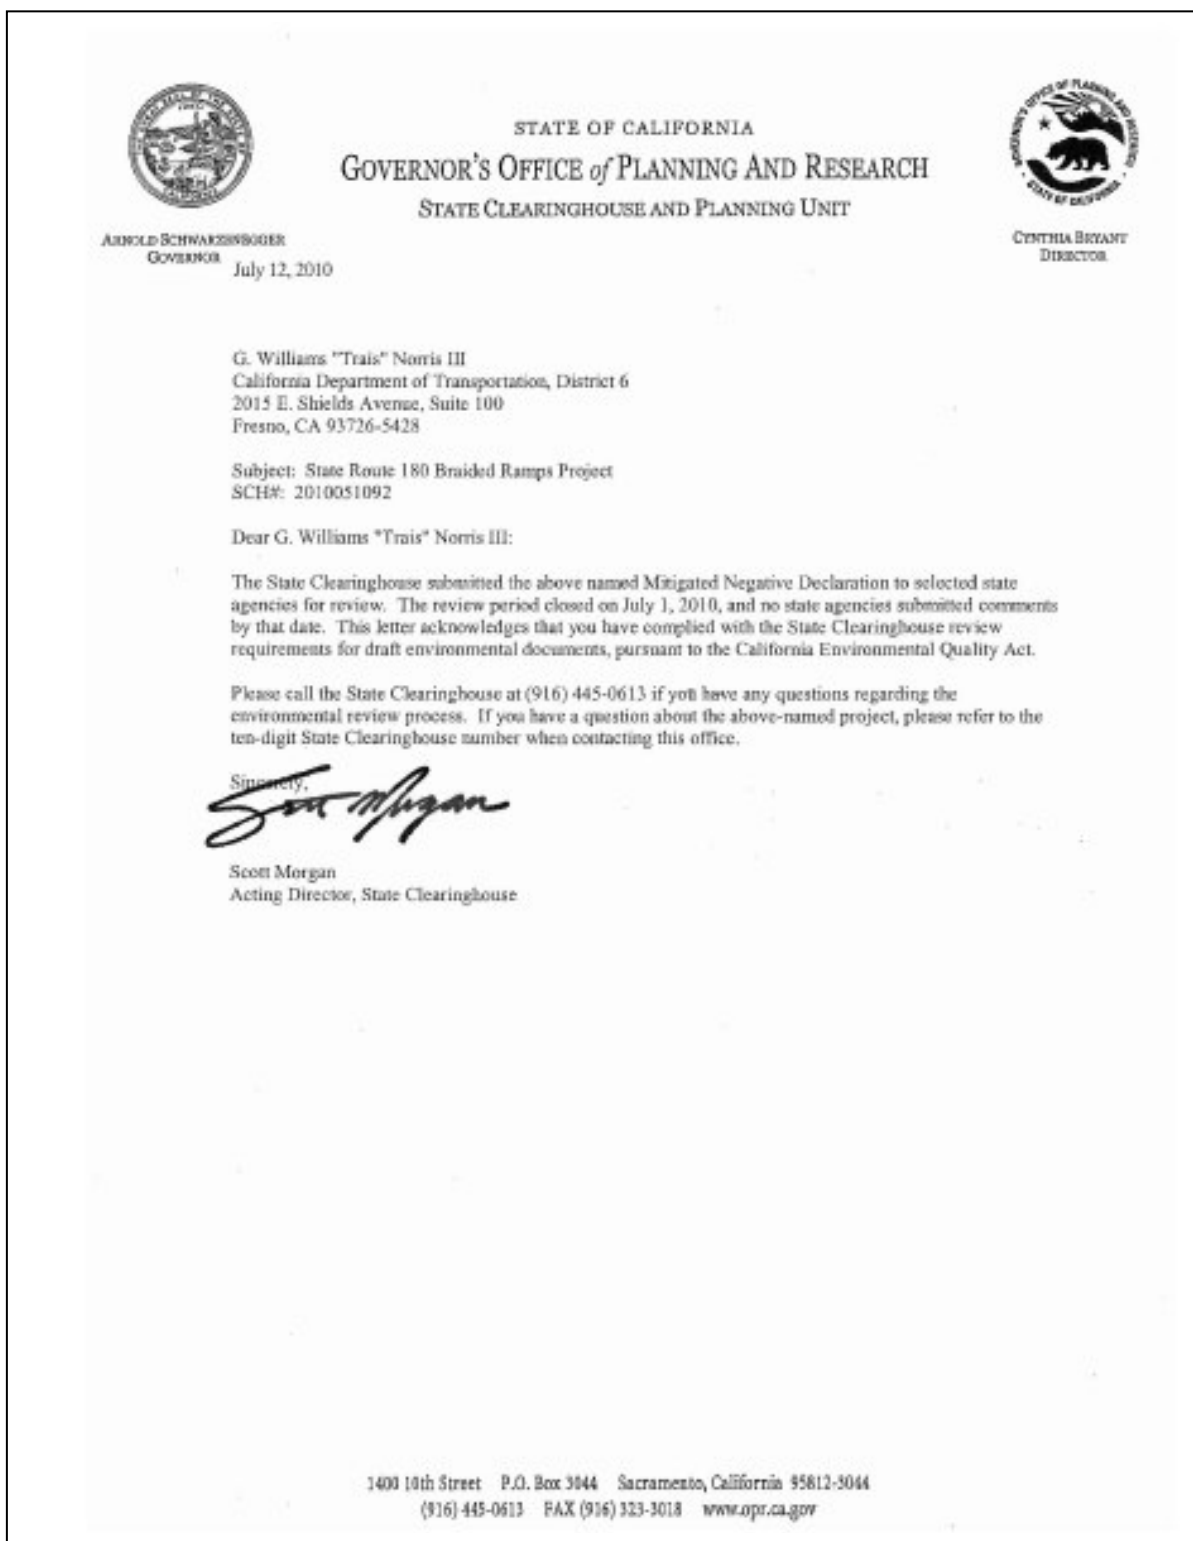 STATE OF CALIFORNIA
GOVERNOR'S OFFICE of PLANNING AND RESEARCH
STATE CLEARINGHOUSE AND PLANNING UNIT
ARNOLD SCHWARZENEGGER
GOVERNOR
CYNTHIA BRYANT
DIRECTOR
July 12, 2010
G. Williams "Trais" Norris III
California Department of Transportation, District 6
2015 E. Shields Avenue, Suite 100
Fresno, CA 93726-5428
Subject: State Route 180 Braided Ramps Project
SCH#: 2010051092
Dear G. Williams "Trais" Norris III:
The State Clearinghouse submitted the above named Mitigated Negative Declaration to selected state
agencies for review. The review period closed on July 1, 2010, and no state agencies submitted comments
by that date. This letter acknowledges that you have complied with the State Clearinghouse review
requirements for draft environmental documents, pursuant to the California Environmental Quality Act.
Please call the State Clearinghouse at (916) 445-0613 if you have any questions regarding the
environmental review process. If you have a question about the above-named project, please refer to the
ten-digit State Clearinghouse number when contacting this office.
Sincerely,
Scott Morgan
Scott Morgan
Acting Director, State Clearinghouse
1400 10th Street P.O. Box 3044 Sacramento, California 95812-3044
(916) 445-0613 FAX (916) 323-3018 www.opr.ca.gov